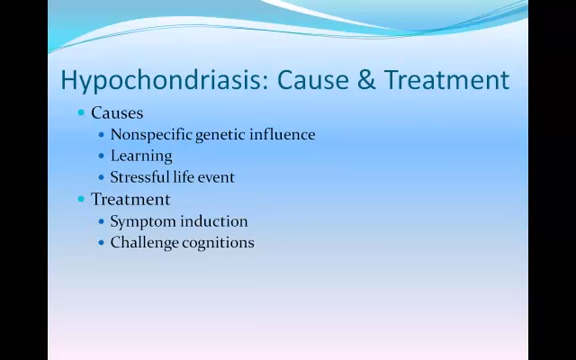 Hypochondriasis: Cause & Treatment
Causes
Nonspecific genetic influence
Learning
Stressful life event
Treatment
Symptom induction
Challenge cognitions